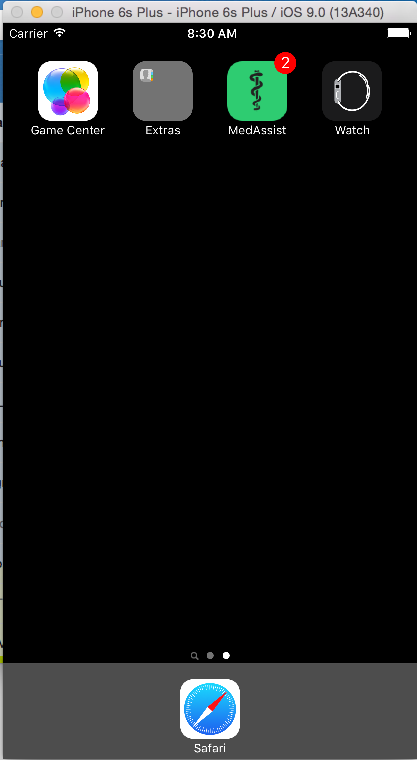 iPhone 6s Plus - iPhone 6s Plus / iOS 9.0 (13A340)
Carrier 8:30 AM
2
Game Center Extras MedAssist Watch
Safari